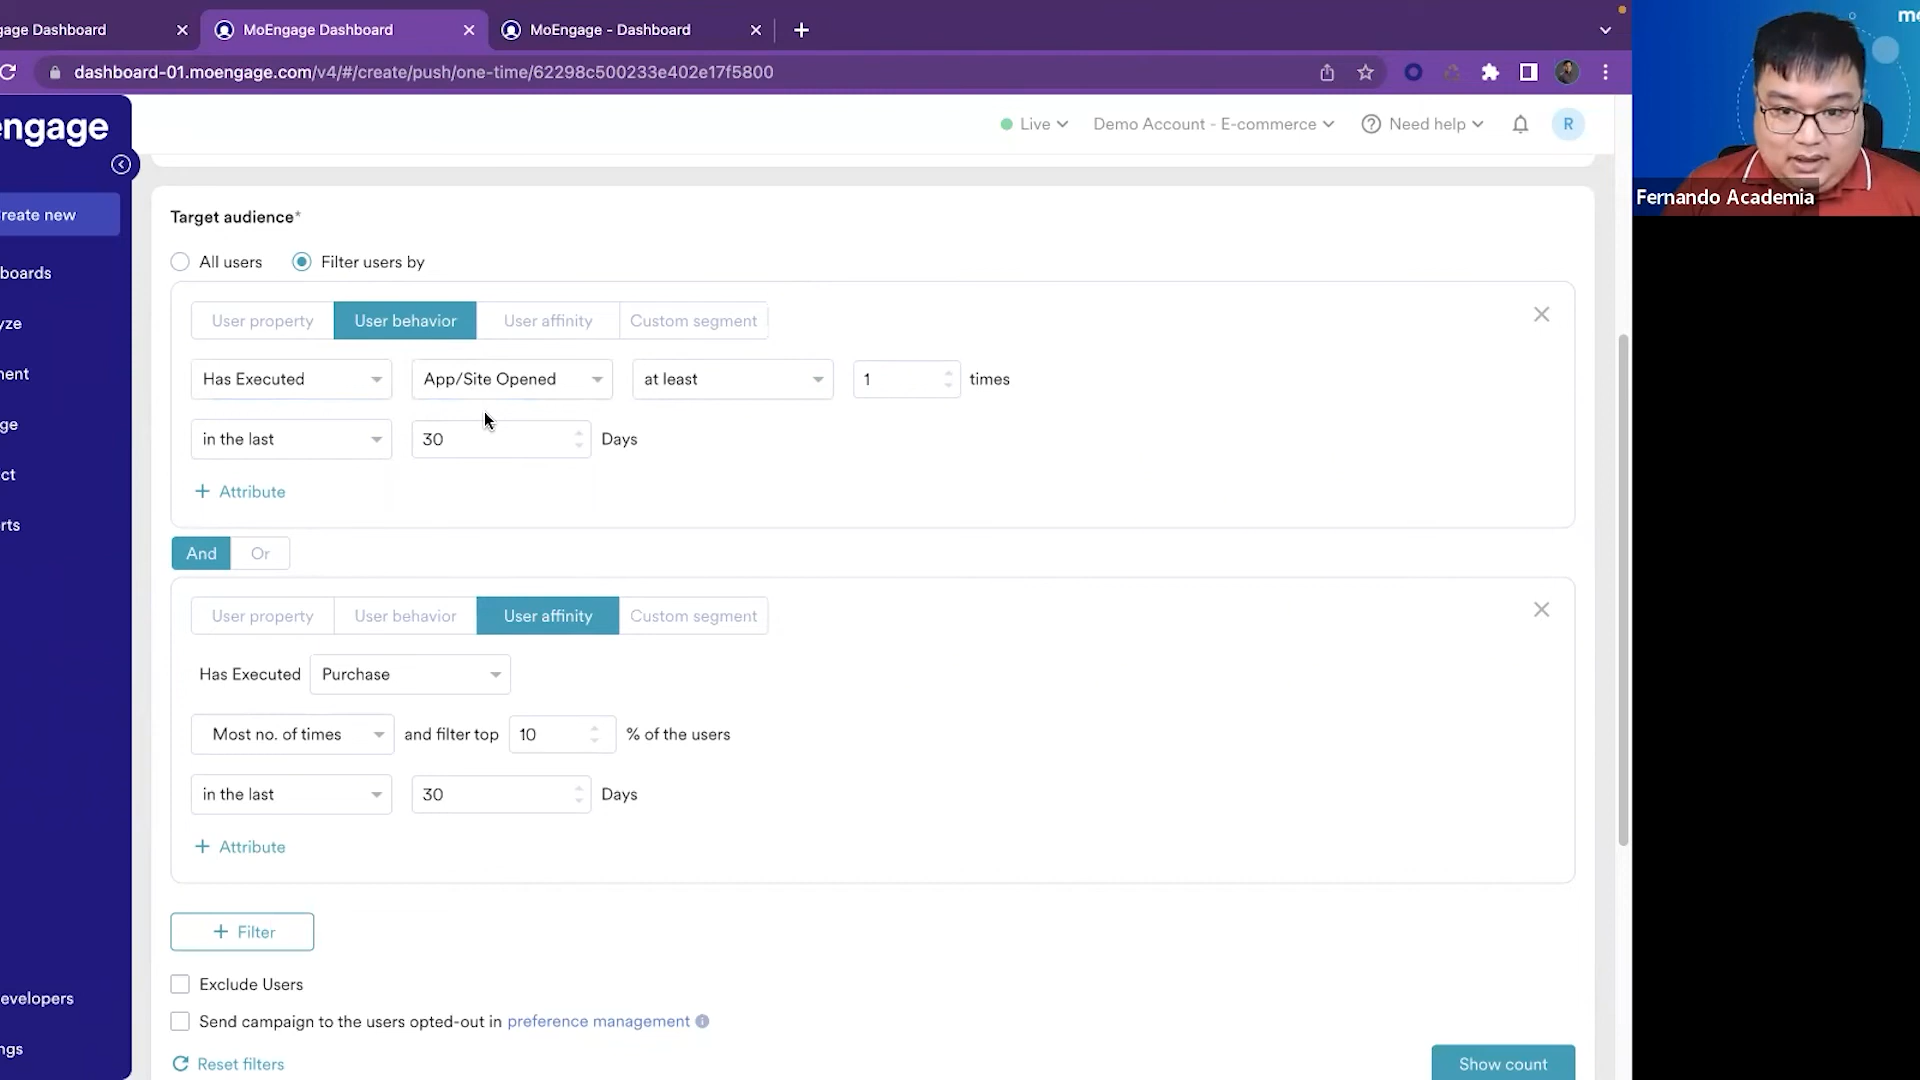 gage Dashboard
MoEngage Dashboard
MoEngage - Dashboard
dashboard-01.moengage.com/v4/#/create/push/one-time/62298c500233e402e17f5800
mo
Fernando Academia
engage
Live
Demo Account - E-commerce
Need help
R
reate new
boards
yze
nent
ge
ct
rts
evelopers
ngs
Target audience*
All users
Filter users by
User property
User behavior
User affinity
Custom segment
Has Executed
App/Site Opened
at least
1
times
in the last
30
Days
+ Attribute
And
Or
User property
User behavior
User affinity
Custom segment
Has Executed
Purchase
Most no. of times
and filter top
10
% of the users
in the last
30
Days
+ Attribute
+ Filter
Exclude Users
Send campaign to the users opted-out in preference management
Reset filters
Show count